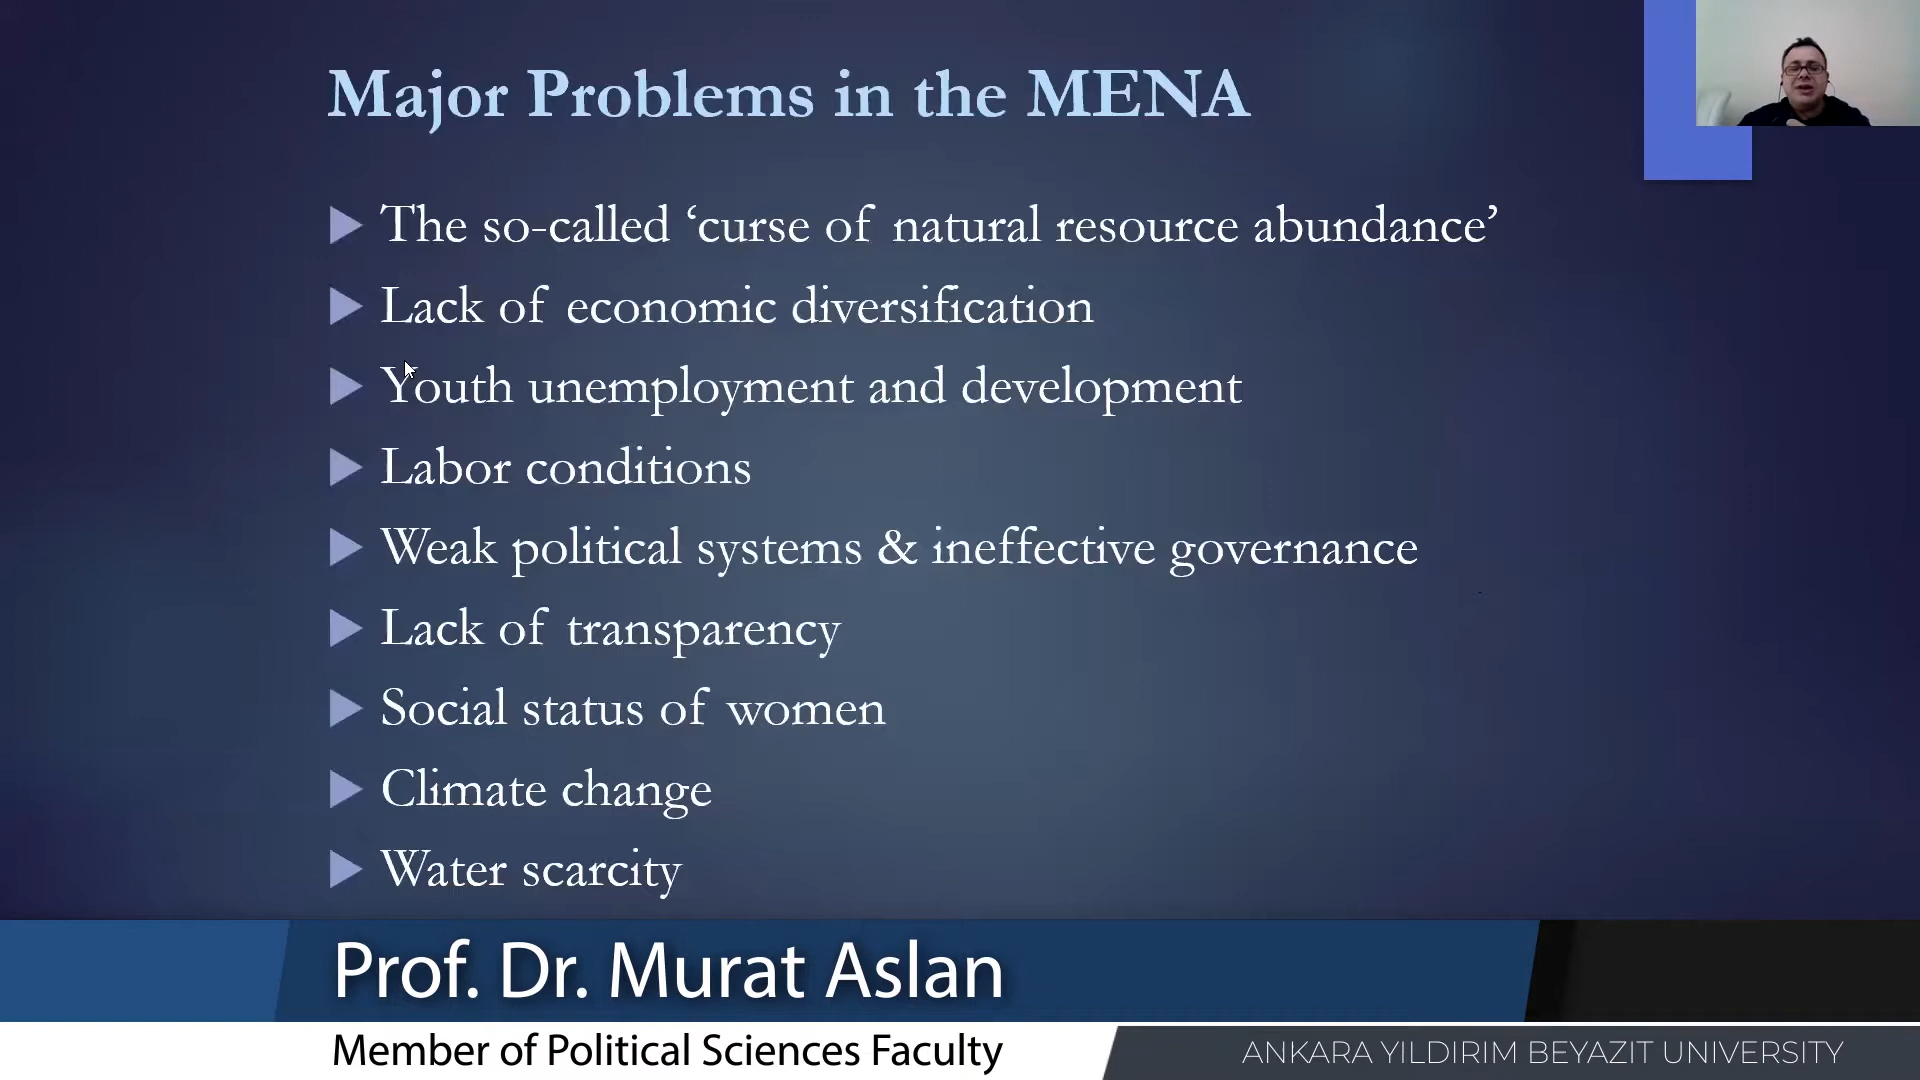 Major Problems in the MENA
The so-called ‘curse of natural resource abundance’
Lack of economic diversification
Youth unemployment and development
Labor conditions
Weak political systems & ineffective governance
Lack of transparency
Social status of women
Climate change
Water scarcity
Prof. Dr. Murat Aslan
Member of Political Sciences Faculty
ANKARA YILDIRIM BEYAZIT UNIVERSITY